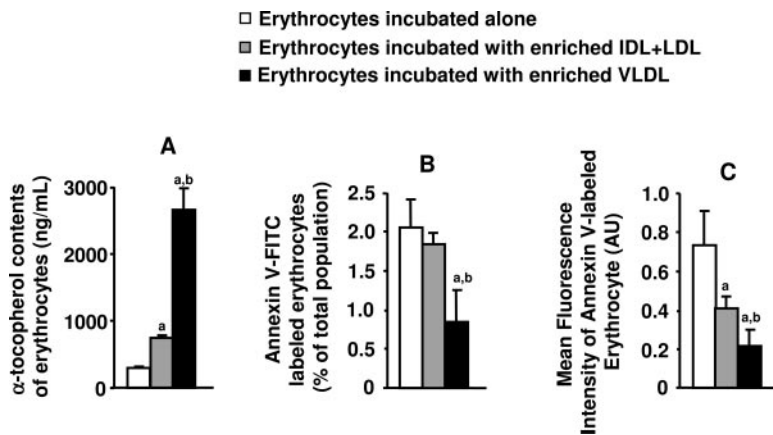 Erythrocytes incubated alone
Erythrocytes incubated with enriched IDL+LDL
Erythrocytes incubated with enriched VLDL
A
α-tocopherol contents
of erythrocytes (ng/mL)
3000
2000
1000
0
a
a,b
B
Annexin V-FITC
labeled erythrocytes
(% of total population)
2.5
2.0
1.5
1.0
0.5
0
a,b
C
Mean Fluorescence
Intensity of Annexin V-labeled
Erythrocyte (AU)
1.0
0.8
0.6
0.4
0.2
0
a
a,b